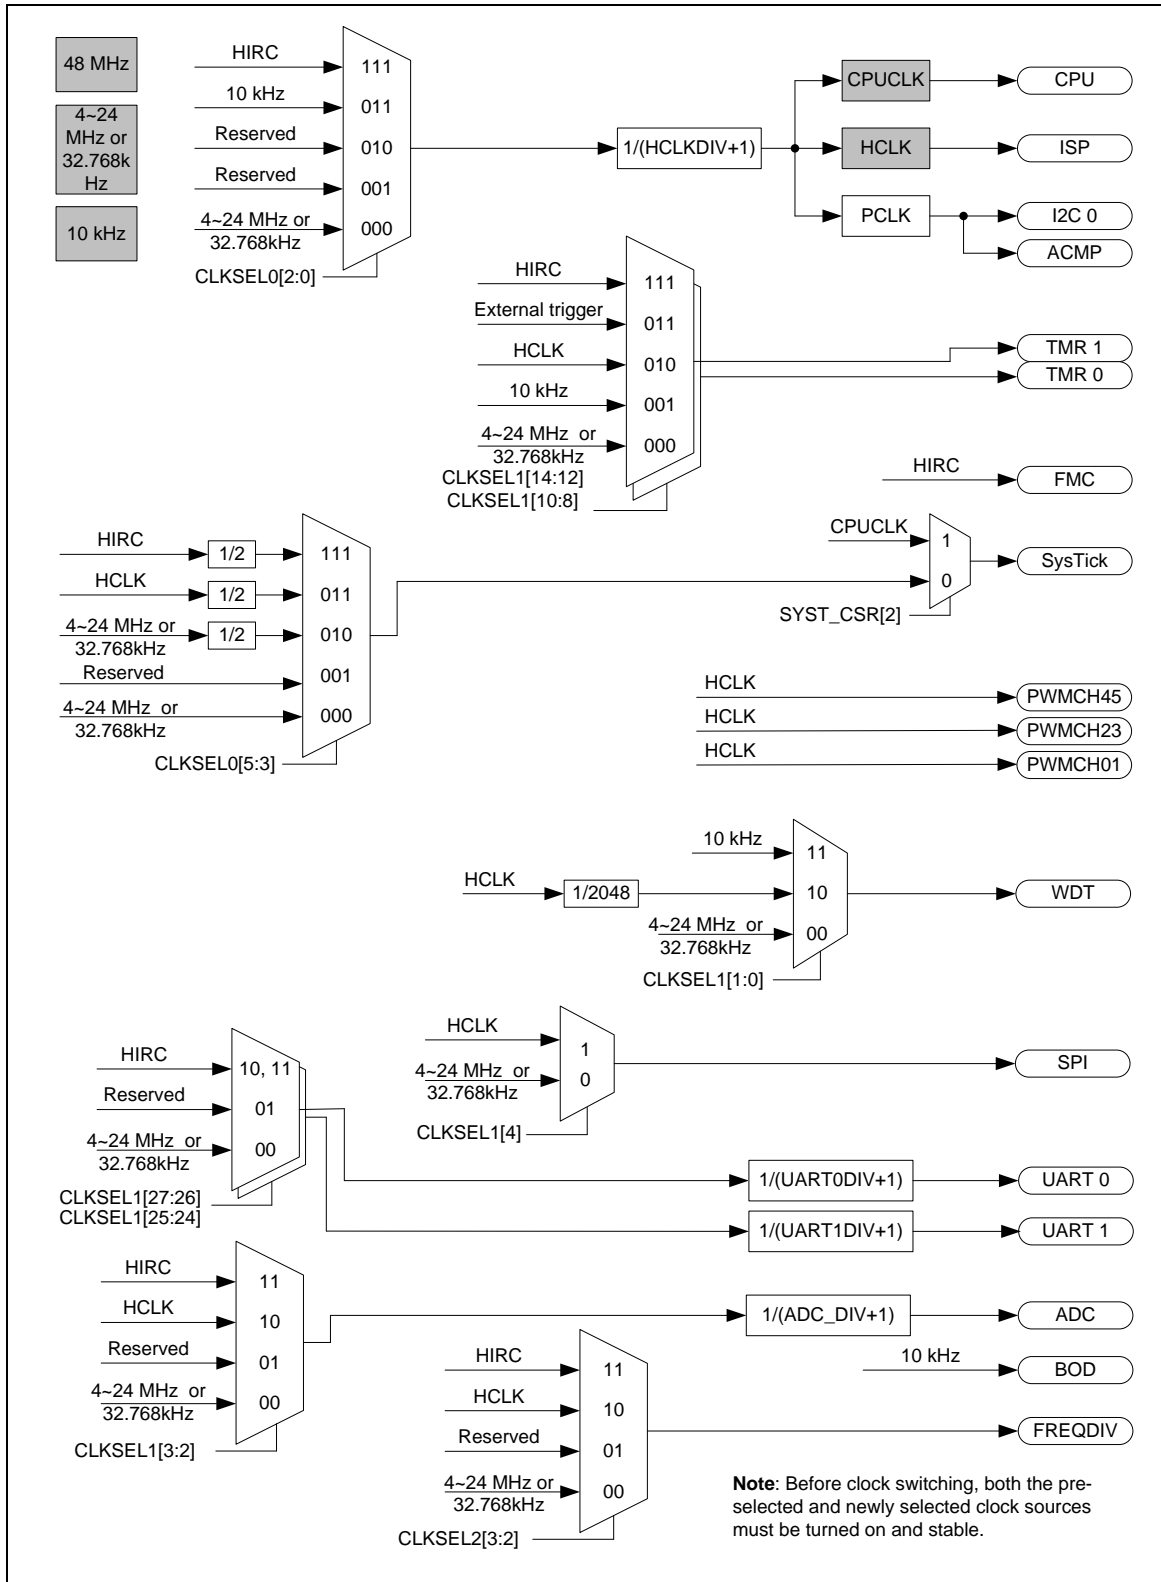 48 MHz
4~24
MHz or
32.768k
Hz
10 kHz
HIRC
10 kHz
Reserved
Reserved
4~24 MHz or
32.768kHz
111
011
010
001
000
CLKSEL0[2:0]
1/(HCLKDIV+1)
CPUCLK
HCLK
PCLK
CPU
ISP
I2C 0
ACMP
HIRC
External trigger
HCLK
10 kHz
4~24 MHz or
32.768kHz
111
011
010
001
000
CLKSEL1[14:12]
CLKSEL1[10:8]
TMR 1
TMR 0
HIRC
FMC
HIRC
HCLK
4~24 MHz or
32.768kHz
Reserved
4~24 MHz or
32.768kHz
1/2
1/2
1/2
111
011
010
001
000
CLKSEL0[5:3]
CPUCLK
1
0
SYST_CSR[2]
SysTick
HCLK
PWMCH45
HCLK
PWMCH23
HCLK
PWMCH01
10 kHz
HCLK
1/2048
4~24 MHz or
32.768kHz
11
10
00
CLKSEL1[1:0]
WDT
HCLK
4~24 MHz or
32.768kHz
1
0
CLKSEL1[4]
SPI
HIRC
Reserved
4~24 MHz or
32.768kHz
10, 11
01
00
CLKSEL1[27:26]
CLKSEL1[25:24]
1/(UART0DIV+1)
UART 0
1/(UART1DIV+1)
UART 1
HIRC
HCLK
Reserved
4~24 MHz or
32.768kHz
11
10
01
00
CLKSEL1[3:2]
1/(ADC_DIV+1)
ADC
10 kHz
BOD
HIRC
HCLK
Reserved
4~24 MHz or
32.768kHz
11
10
01
00
CLKSEL2[3:2]
FREQDIV
Note: Before clock switching, both the pre-
selected and newly selected clock sources
must be turned on and stable.